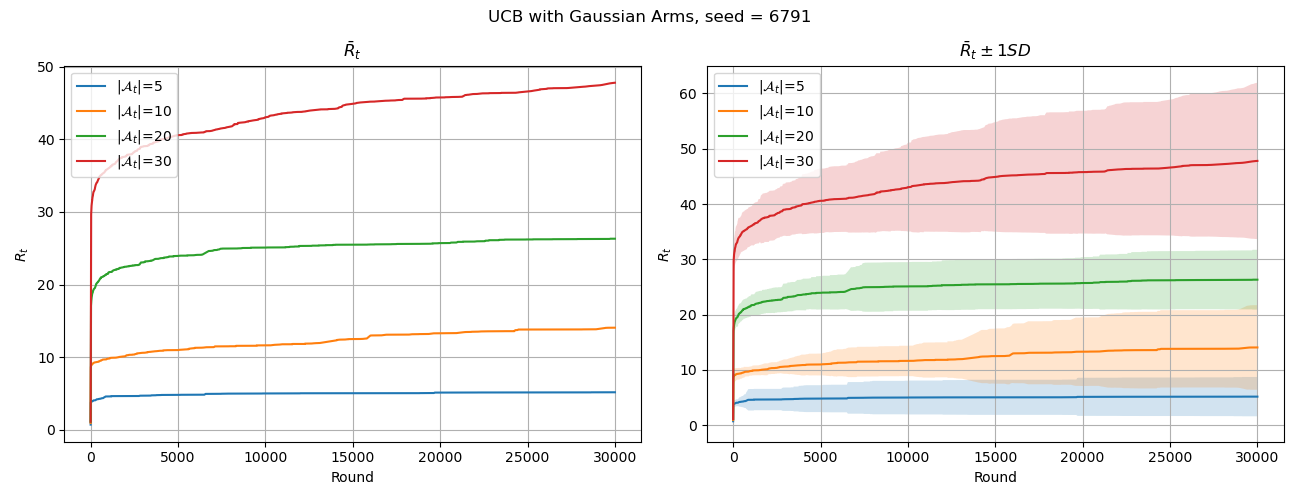 UCB with Gaussian Arms, seed = 6791
R̄ₜ
|𝒜ₜ|=5
|𝒜ₜ|=10
|𝒜ₜ|=20
|𝒜ₜ|=30
50
40
30
20
10
0
Rₜ
0 5000 10000 15000 20000 25000 30000
Round
R̄ₜ ± 1SD
|𝒜ₜ|=5
|𝒜ₜ|=10
|𝒜ₜ|=20
|𝒜ₜ|=30
60
50
40
30
20
10
0
Rₜ
0 5000 10000 15000 20000 25000 30000
Round